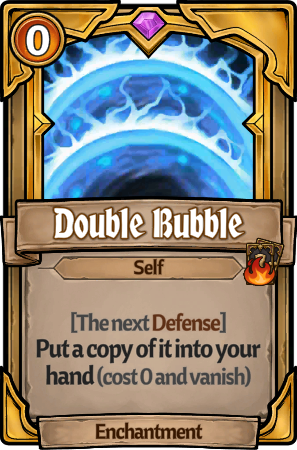 0
Double Bubble
Self
[The next Defense]
Put a copy of it into your
hand (cost 0 and vanish)
Enchantment